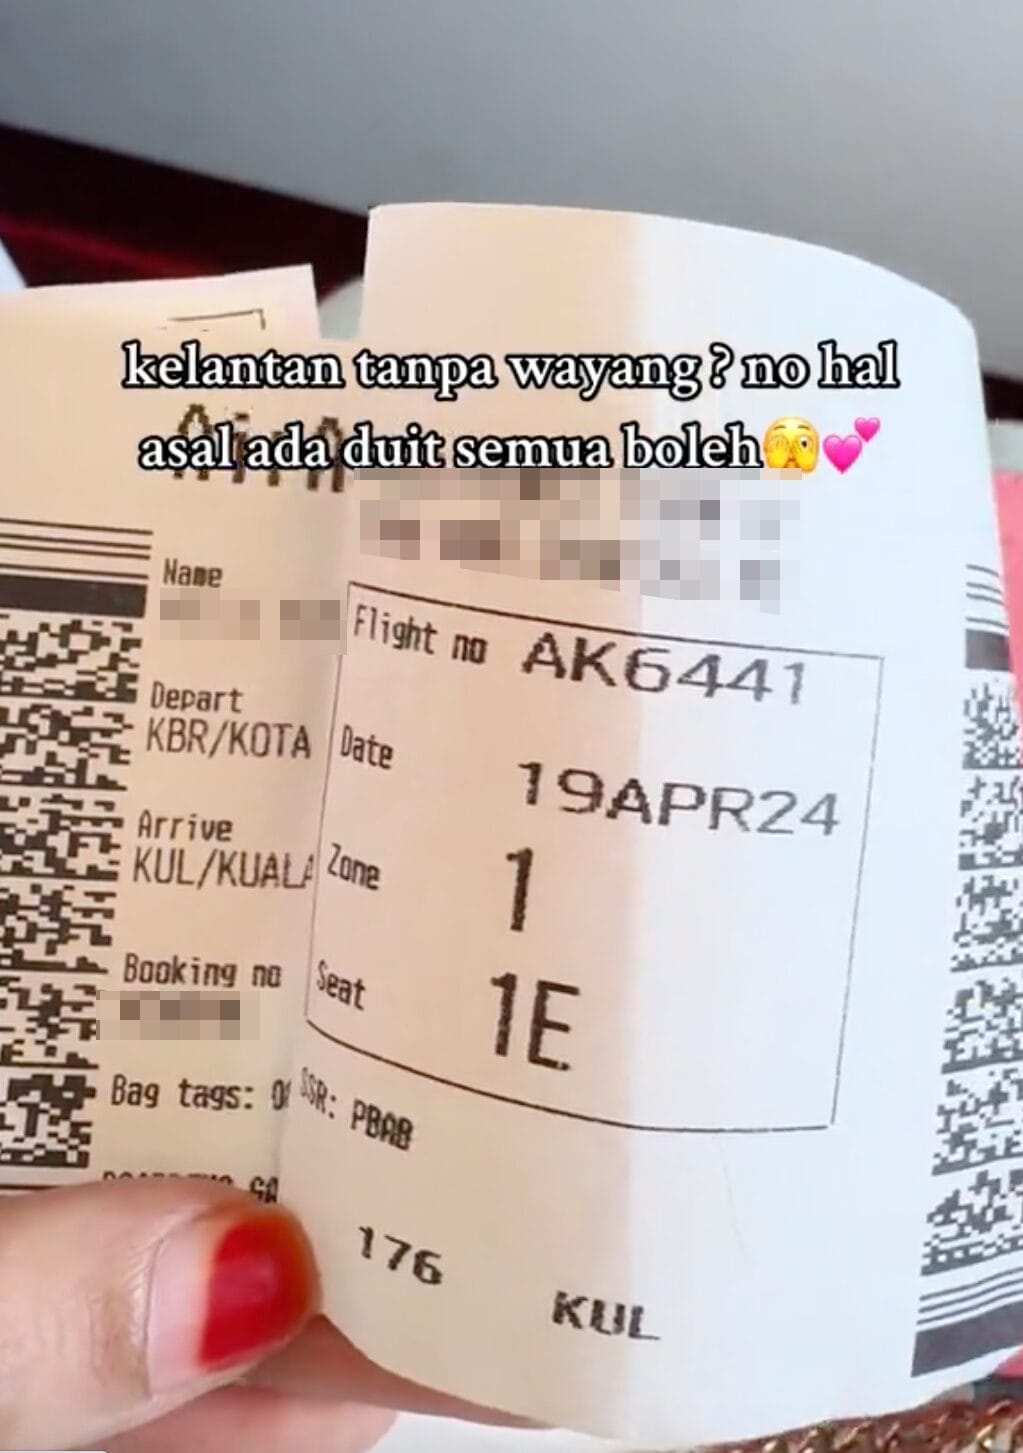 kelantan tanpa wayang ? no hal
asal ada duit semua boleh🫣💕
Name
Depart
KBR/KOTA
Arrive
KUL/KUALA
Booking no
Bag tags:
Flight no AK6441
Date 19APR24
Zone 1
Seat 1E
SSR: PBAB
176
KUL